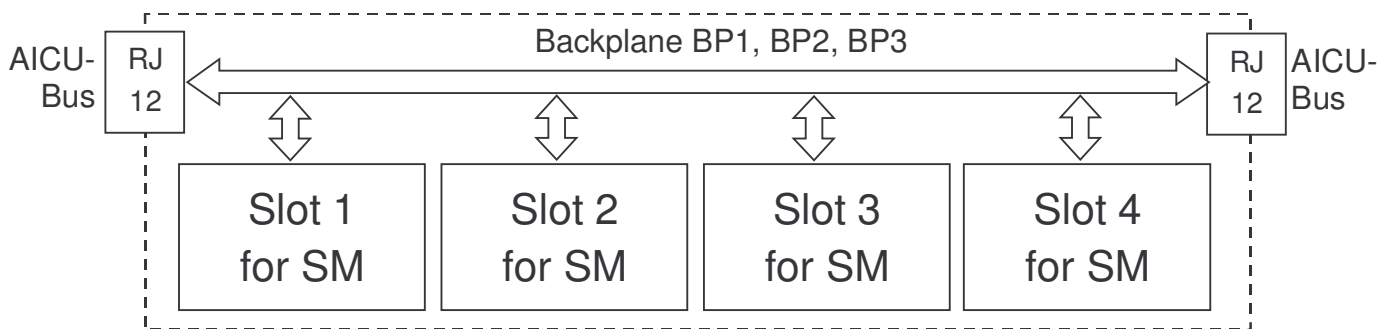 Backplane BP1, BP2, BP3
AICU-
Bus
RJ
12
RJ
12
AICU-
Bus
Slot 1
for SM
Slot 2
for SM
Slot 3
for SM
Slot 4
for SM